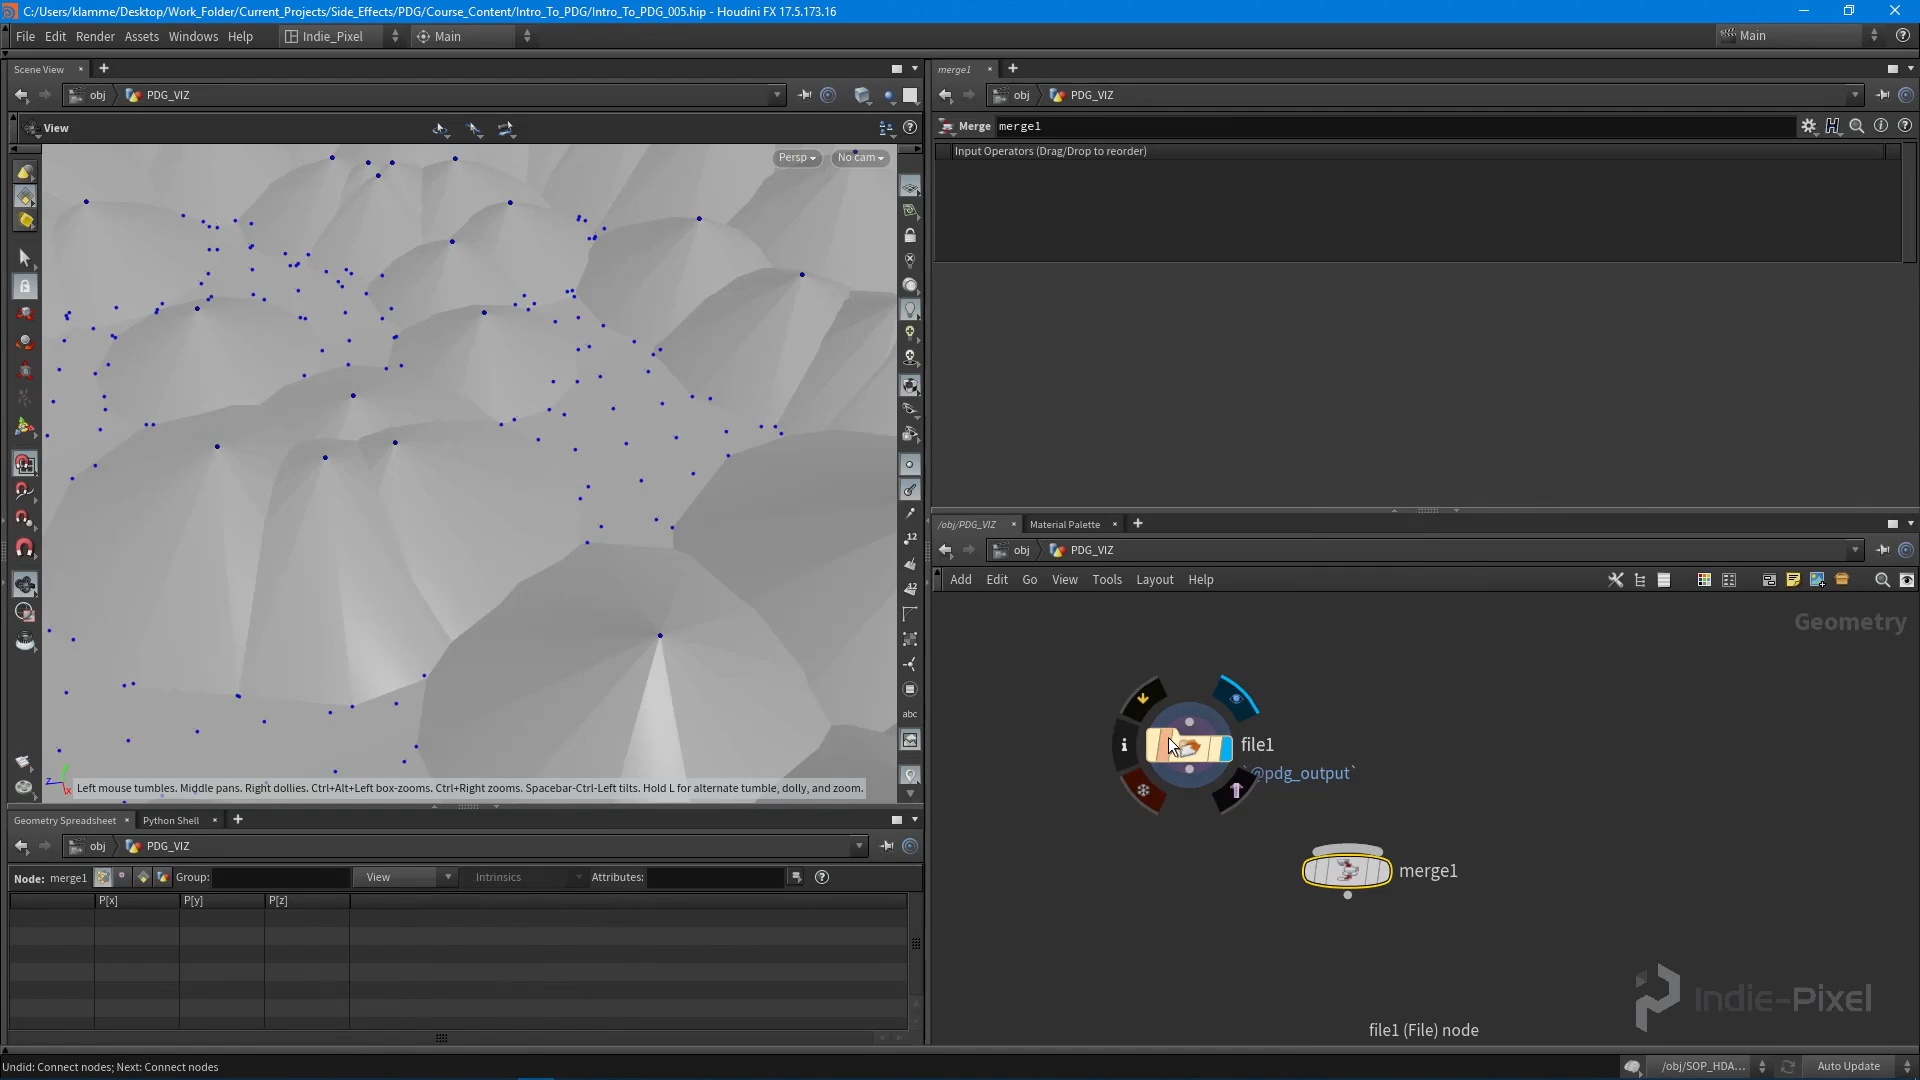 C:/Users/klamme/Desktop/Work_Folder/Current_Projects/Side_Effects/PDG/Course_Content/Intro_To_PDG/Intro_To_PDG_005.hip - Houdini FX 17.5.173.16
File Edit Render Assets Windows Help Indie_Pixel Main Main
Scene View
obj PDG_VIZ
View
Persp No cam
Left mouse tumbles. Middle pans. Right dollies. Ctrl+Alt+Left box-zooms. Ctrl+Right zooms. Spacebar-Ctrl-Left tilts. Hold L for alternate tumble, dolly, and zoom.
z x
12
12
abc
Geometry Spreadsheet Python Shell
obj PDG_VIZ
Node: merge1 Group: View Intrinsics Attributes:
P[x] P[y] P[z]
merge1
obj PDG_VIZ
Merge merge1
Input Operators (Drag/Drop to reorder)
/obj/PDG_VIZ Material Palette
obj PDG_VIZ
Add Edit Go View Tools Layout Help
Geometry
file1
`@pdg_output`
merge1
Indie-Pixel
file1 (File) node
Undid: Connect nodes; Next: Connect nodes
/obj/SOP_HDA... Auto Update